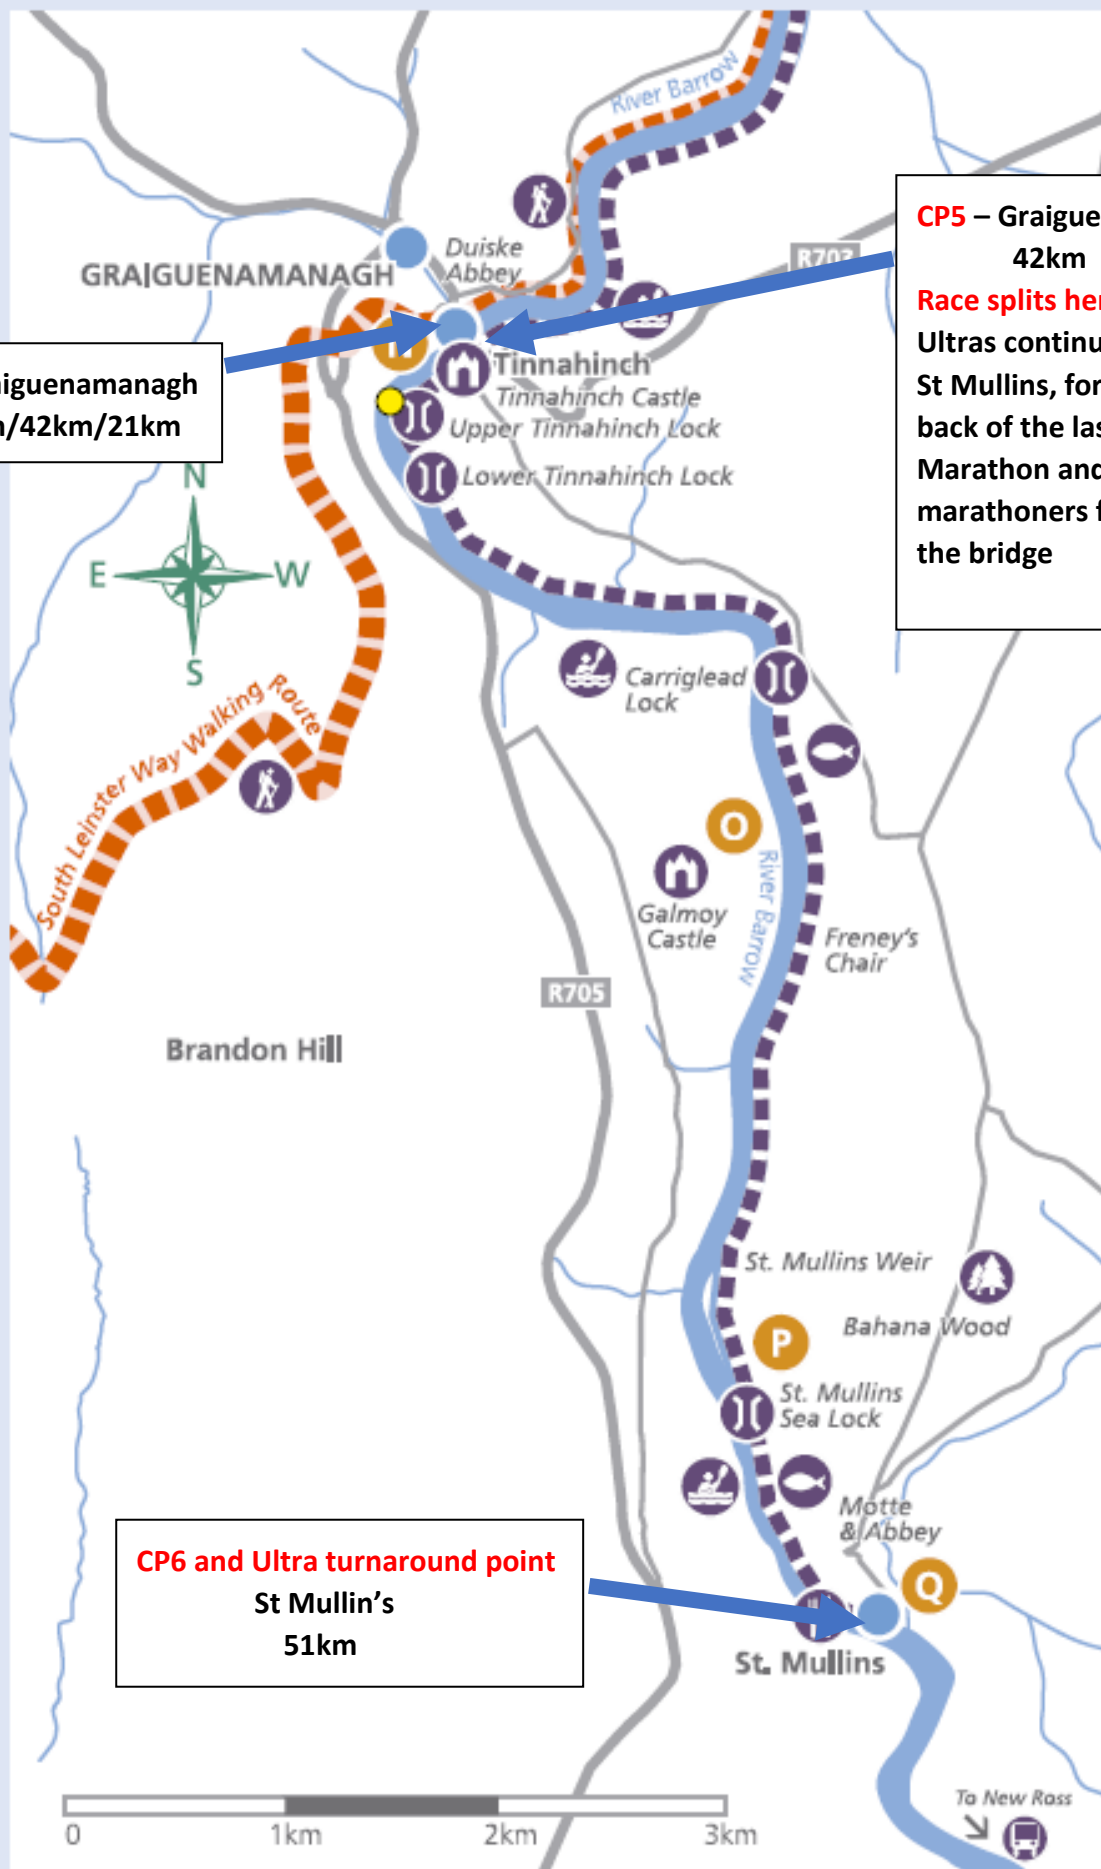 River Barrow
CP5 – Graigue
42km
Race splits her
Ultras continu
St Mullins, for
back of the las
Marathon and
marathoners f
the bridge
R703
Duiske
Abbey
GRAIGUENAMANAGH
aiguenamanagh
/42km/21km
Tinnahinch
Tinnahinch Castle
Upper Tinnahinch Lock
Lower Tinnahinch Lock
N
E W
S
Carriglead
Lock
South Leinster Way Walking Route
O
River Barrow
Galmoy
Castle
Freney's
Chair
R705
Brandon Hill
St. Mullins Weir
Bahana Wood
P
St. Mullins
Sea Lock
Motte
& Abbey
Q
CP6 and Ultra turnaround point
St Mullin's
51km
St. Mullins
To New Ross
0 1km 2km 3km